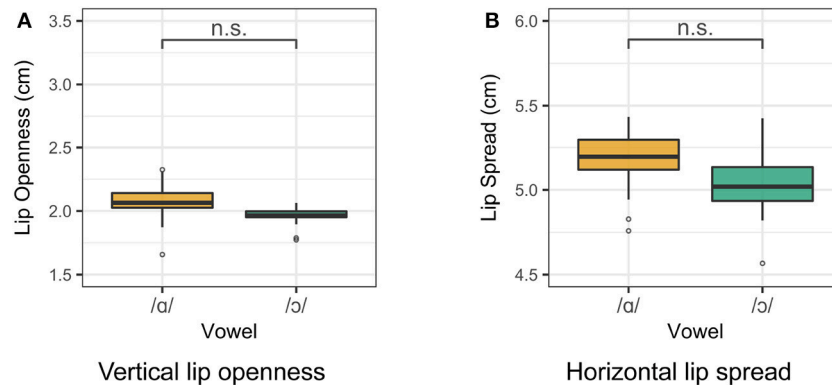 A
n.s.
3.5
3.0
2.5
2.0
1.5
Lip Openness (cm)
/ɑ/ /ɔ/
Vowel
Vertical lip openness
B
n.s.
6.0
5.5
5.0
4.5
Lip Spread (cm)
/ɑ/ /ɔ/
Vowel
Horizontal lip spread